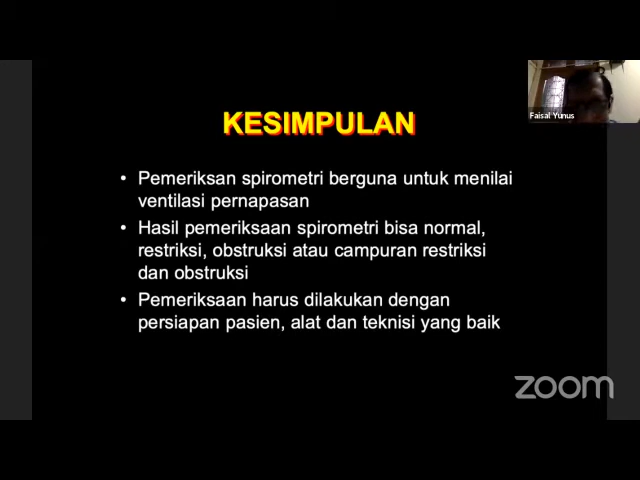 KESIMPULAN
Faisal Yunus
• Pemeriksan spirometri berguna untuk menilai
ventilasi pernapasan
• Hasil pemeriksaan spirometri bisa normal,
restriksi, obstruksi atau campuran restriksi
dan obstruksi
• Pemeriksaan harus dilakukan dengan
persiapan pasien, alat dan teknisi yang baik
zoom